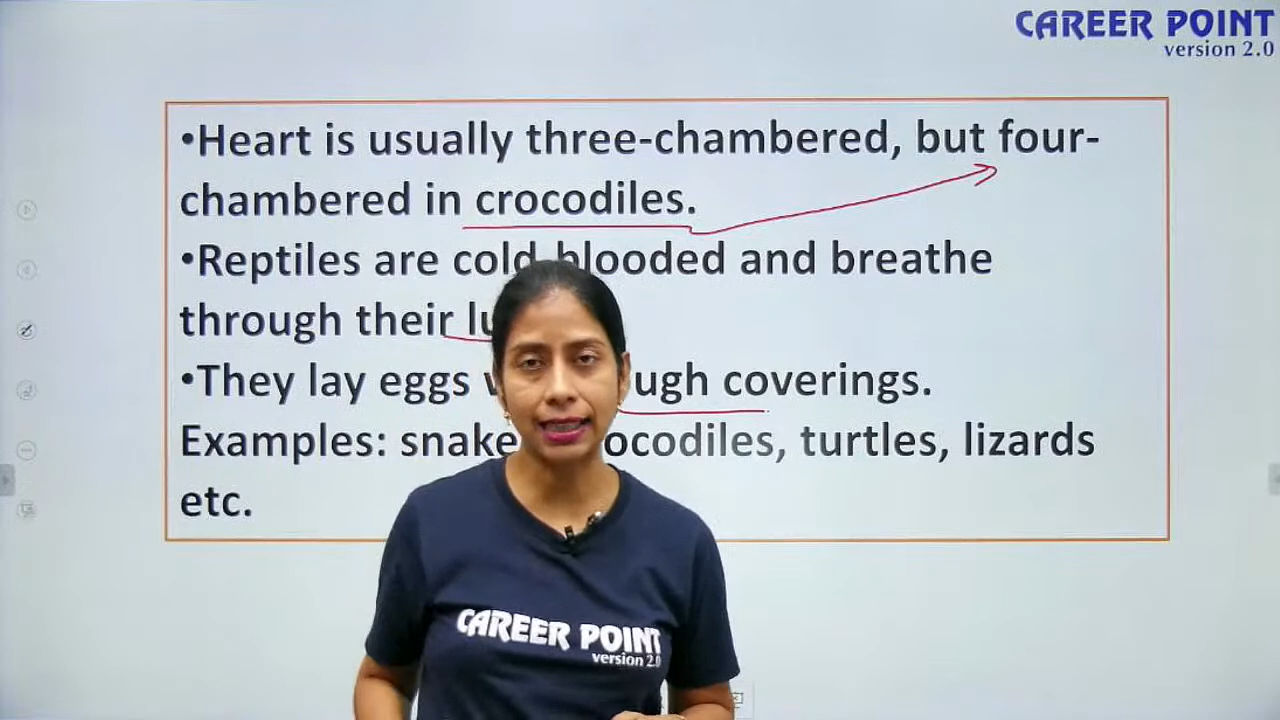 CAREER POINT
version 2.0
•Heart is usually three-chambered, but four-
chambered in crocodiles.
•Reptiles are cold blooded and breathe
through their
•They lay eggs coverings.
Examples: turtles, lizards
etc.
CAREER POINT
version 2.0